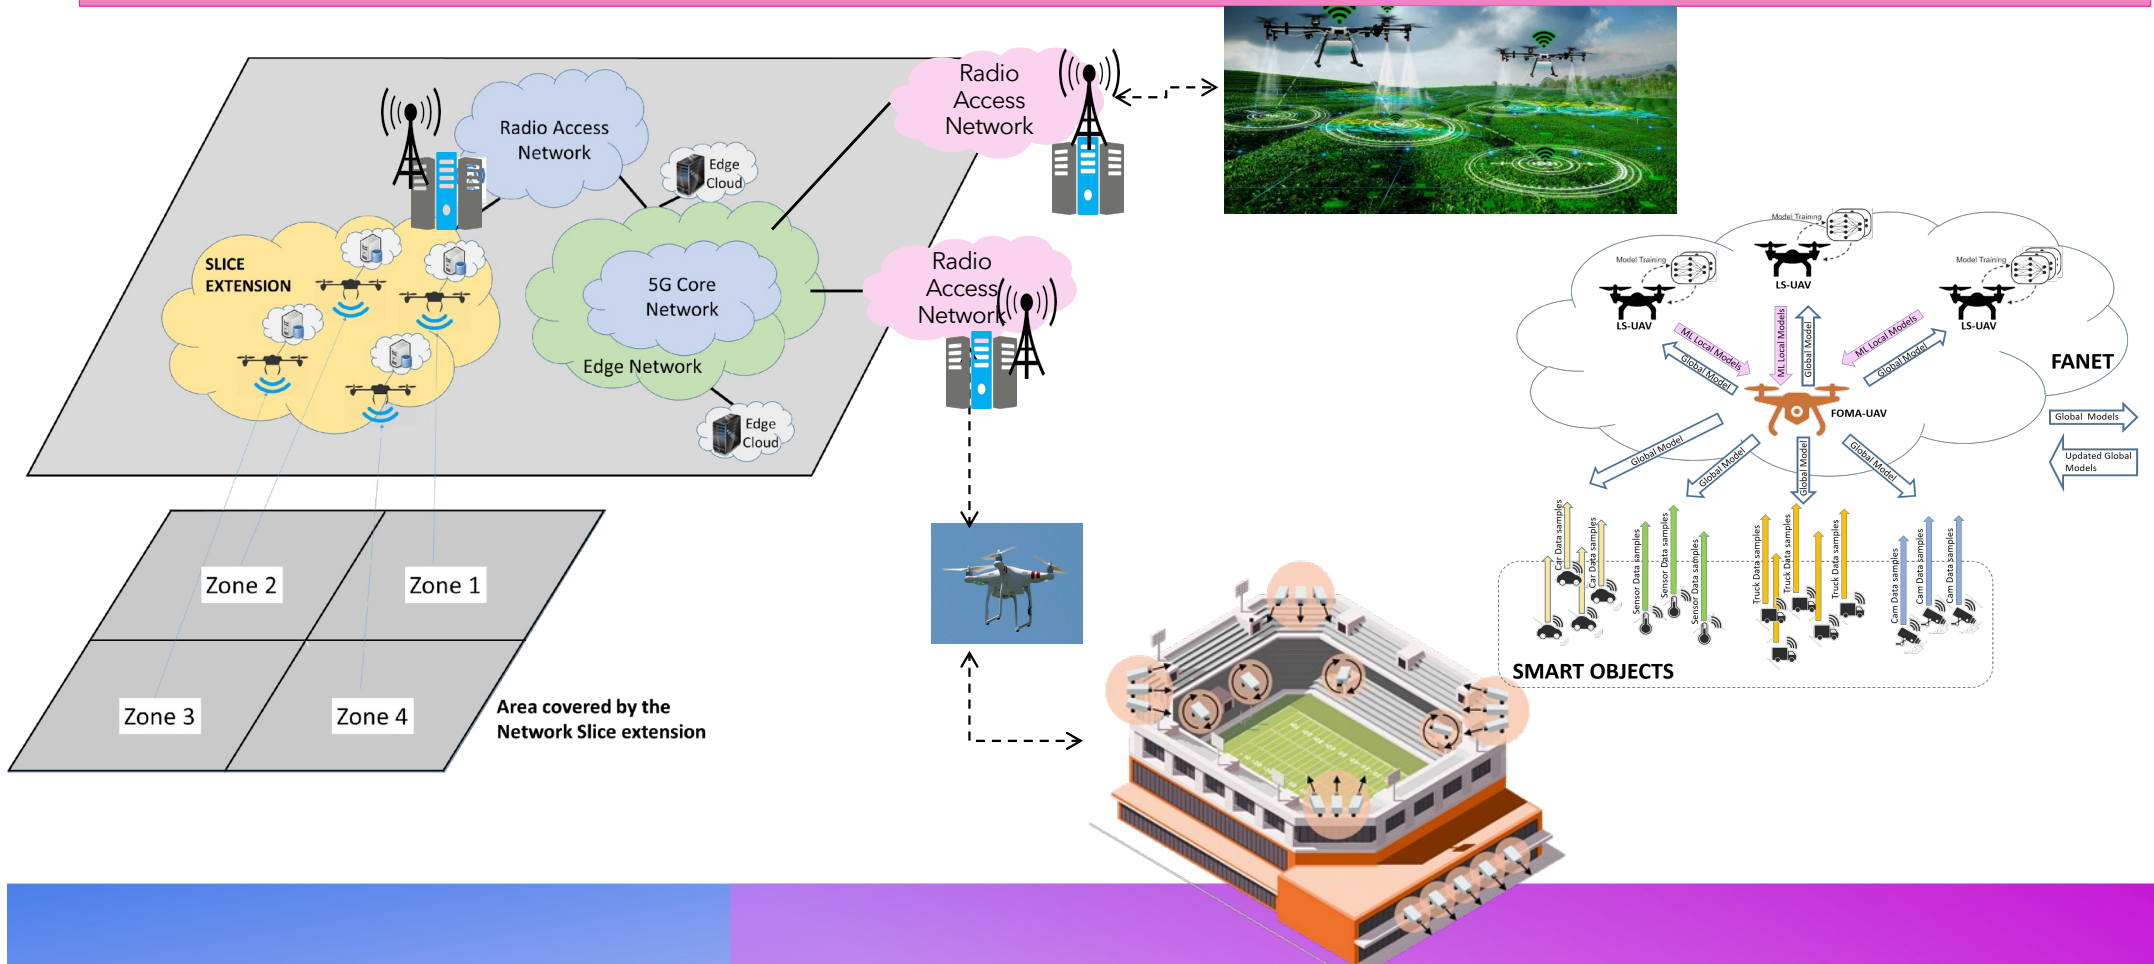 Radio Access
Network
Edge
Cloud
SLICE
EXTENSION
5G Core
Network
Edge Network
Edge
Cloud
Radio
Access
Network
Radio
Access
Network
Zone 2
Zone 1
Zone 3
Zone 4
Area covered by the
Network Slice extension
Model Training
Model Training
Model Training
LS-UAV
LS-UAV
LS-UAV
ML Local Models
Global Model
ML Local Models
Global Model
ML Local Models
Global Model
FANET
FOMA-UAV
Global Models
Updated Global
Models
Global Model
Global Model
Global Model
Global Model
Car Data samples
Car Data samples
Sensor Data samples
Sensor Data samples
Sensor Data samples
Truck Data samples
Truck Data samples
Truck Data samples
Cam Data samples
Cam Data samples
Cam Data samples
SMART OBJECTS